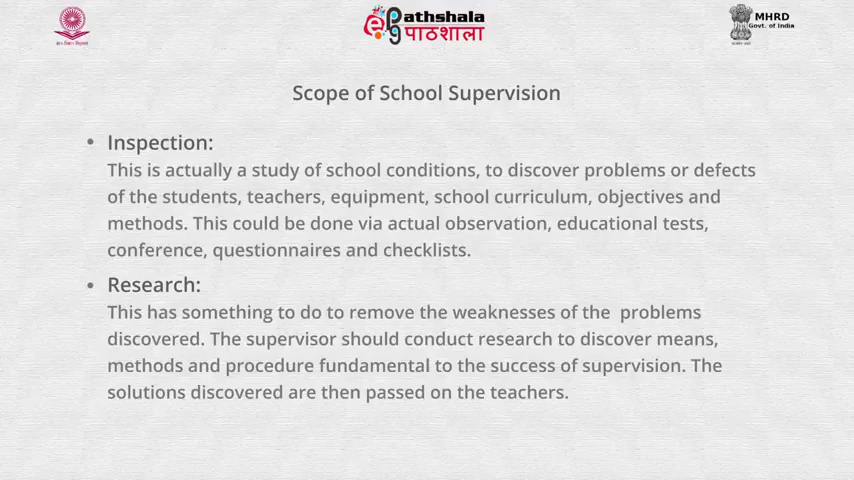 ePathshala
पाठशाला
MHRD
Govt. of India
Scope of School Supervision
• Inspection:
This is actually a study of school conditions, to discover problems or defects
of the students, teachers, equipment, school curriculum, objectives and
methods. This could be done via actual observation, educational tests,
conference, questionnaires and checklists.
• Research:
This has something to do to remove the weaknesses of the  problems
discovered. The supervisor should conduct research to discover means,
methods and procedure fundamental to the success of supervision. The
solutions discovered are then passed on the teachers.